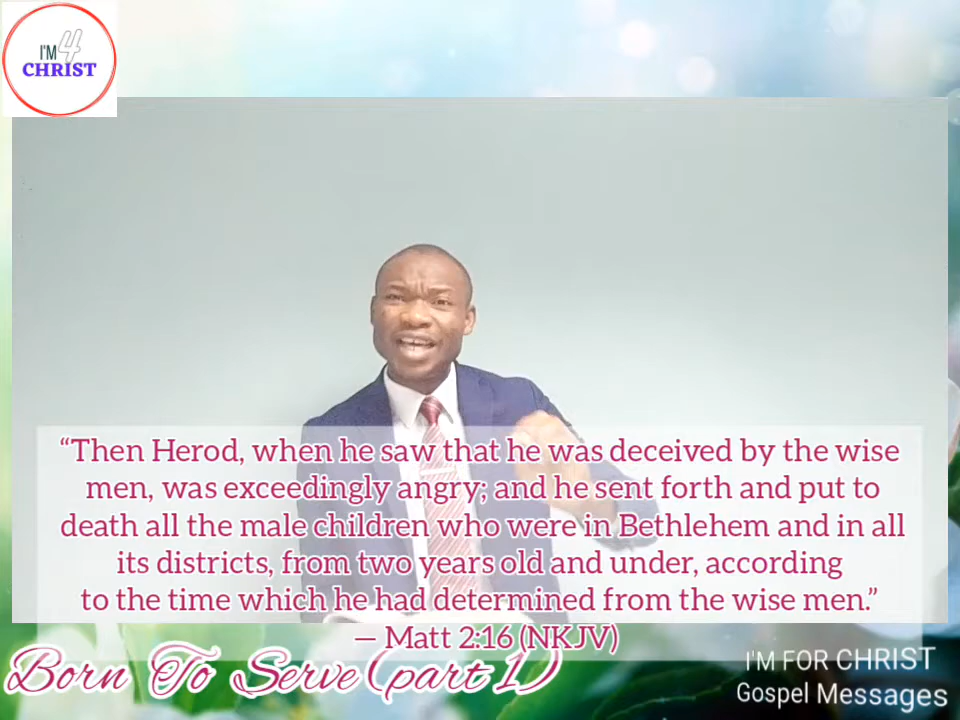 I'M 4
CHRIST
“Then Herod, when he saw that he was deceived by the wise
men, was exceedingly angry; and he sent forth and put to
death all the male children who were in Bethlehem and in all
its districts, from two years old and under, according
to the time which he had determined from the wise men.”
— Matt 2:16 (NKJV)
Born To Serve (part 1)
I'M FOR CHRIST
Gospel Messages